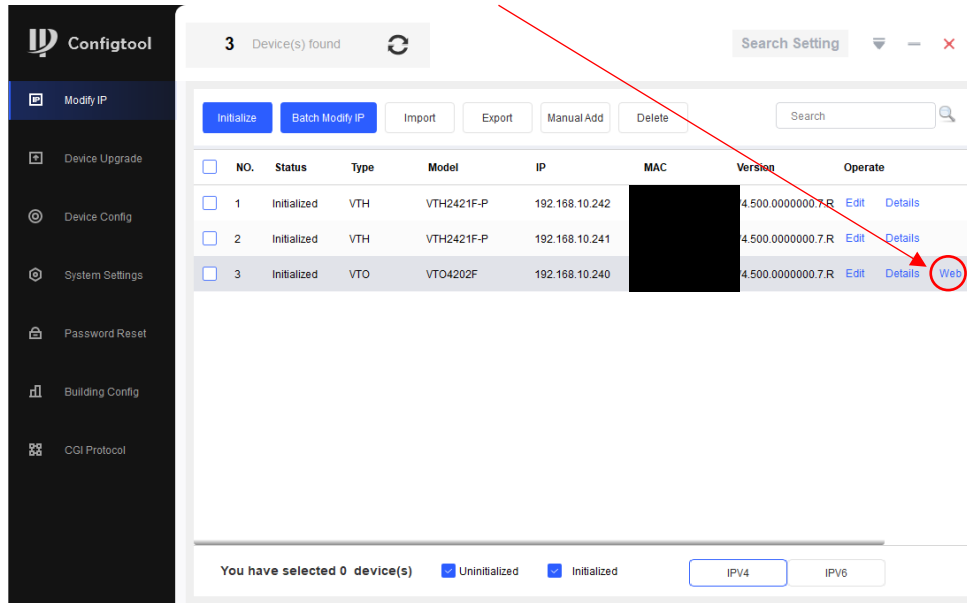 Configtool
3 Device(s) found
Search Setting
Modify IP
Device Upgrade
Device Config
System Settings
Password Reset
Building Config
CGI Protocol
Initialize Batch Modify IP Import Export Manual Add Delete Search
NO. Status Type Model IP MAC Version Operate
1 Initialized VTH VTH2421F-P 192.168.10.242 4.500.0000000.7.R Edit Details
2 Initialized VTH VTH2421F-P 192.168.10.241 4.500.0000000.7.R Edit Details
3 Initialized VTO VTO4202F 192.168.10.240 4.500.0000000.7.R Edit Details Web
You have selected 0 device(s) Uninitialized Initialized IPV4 IPV6